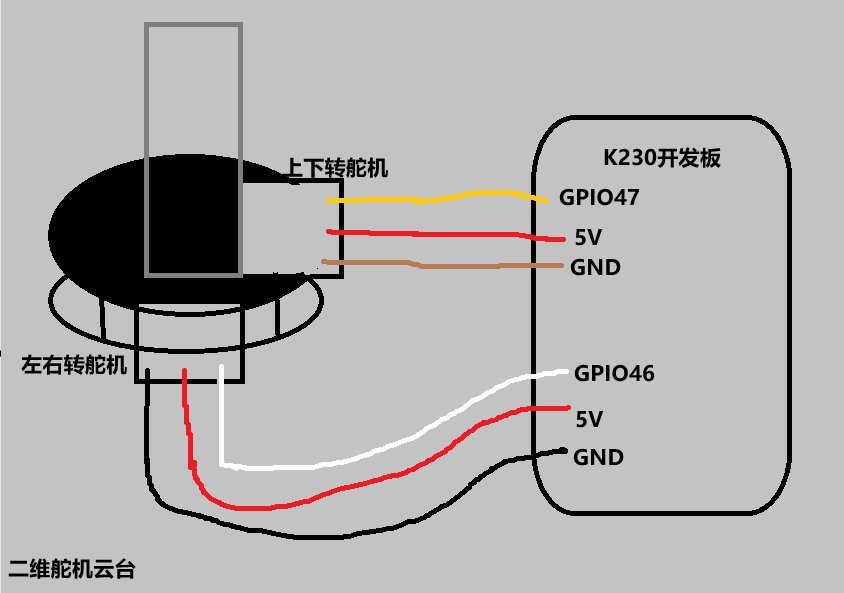 上下转舵机
K230开发板
GPIO47
5V
GND
左右转舵机
GPIO46
5V
GND
二维舵机云台